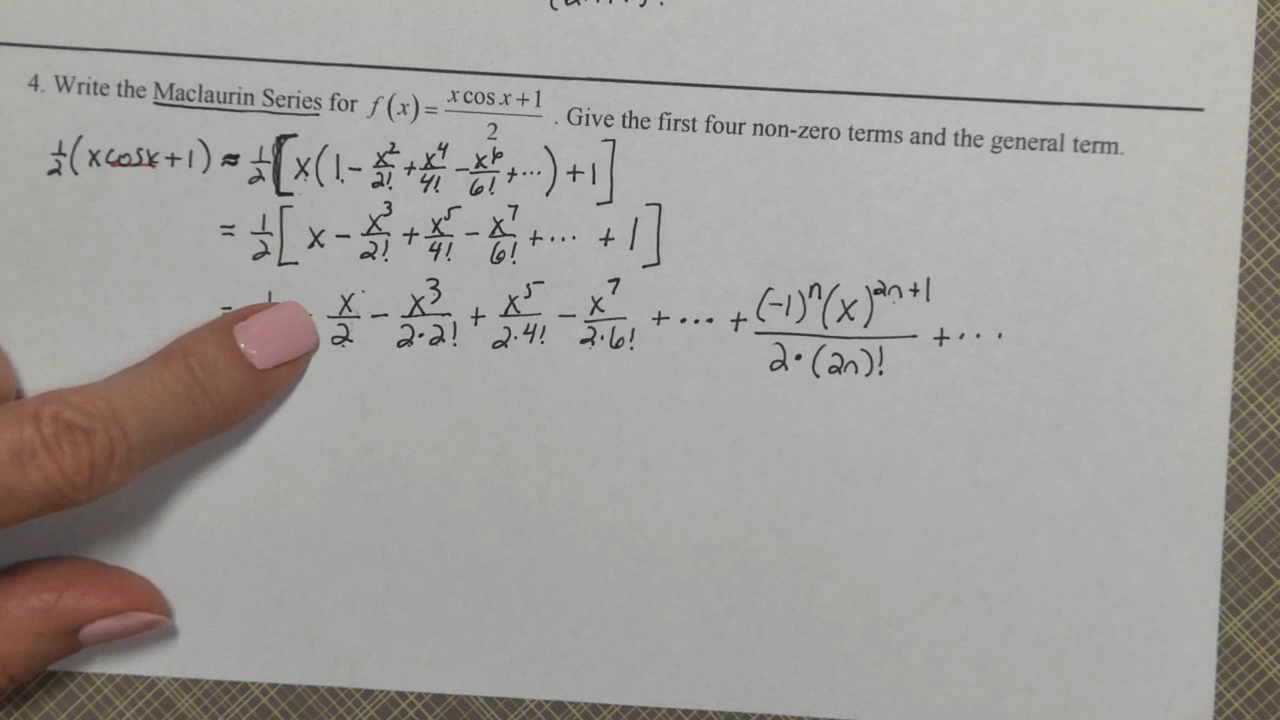 4. Write the Maclaurin Series for f(x) = (x cos x + 1)/2 . Give the first four non-zero terms and the general term.
1/2 (x cos x + 1) ≈ 1/2 [x(1 - x²/2! + x⁴/4! - x⁶/6! + ···) + 1]
= 1/2 [x - x³/2! + x⁵/4! - x⁷/6! + ··· + 1]
x/2 - x³/(2·2!) + x⁵/(2·4!) - x⁷/(2·6!) + ··· + (-1)ⁿ(x)²ⁿ⁺¹/(2·(2n)!) + ···